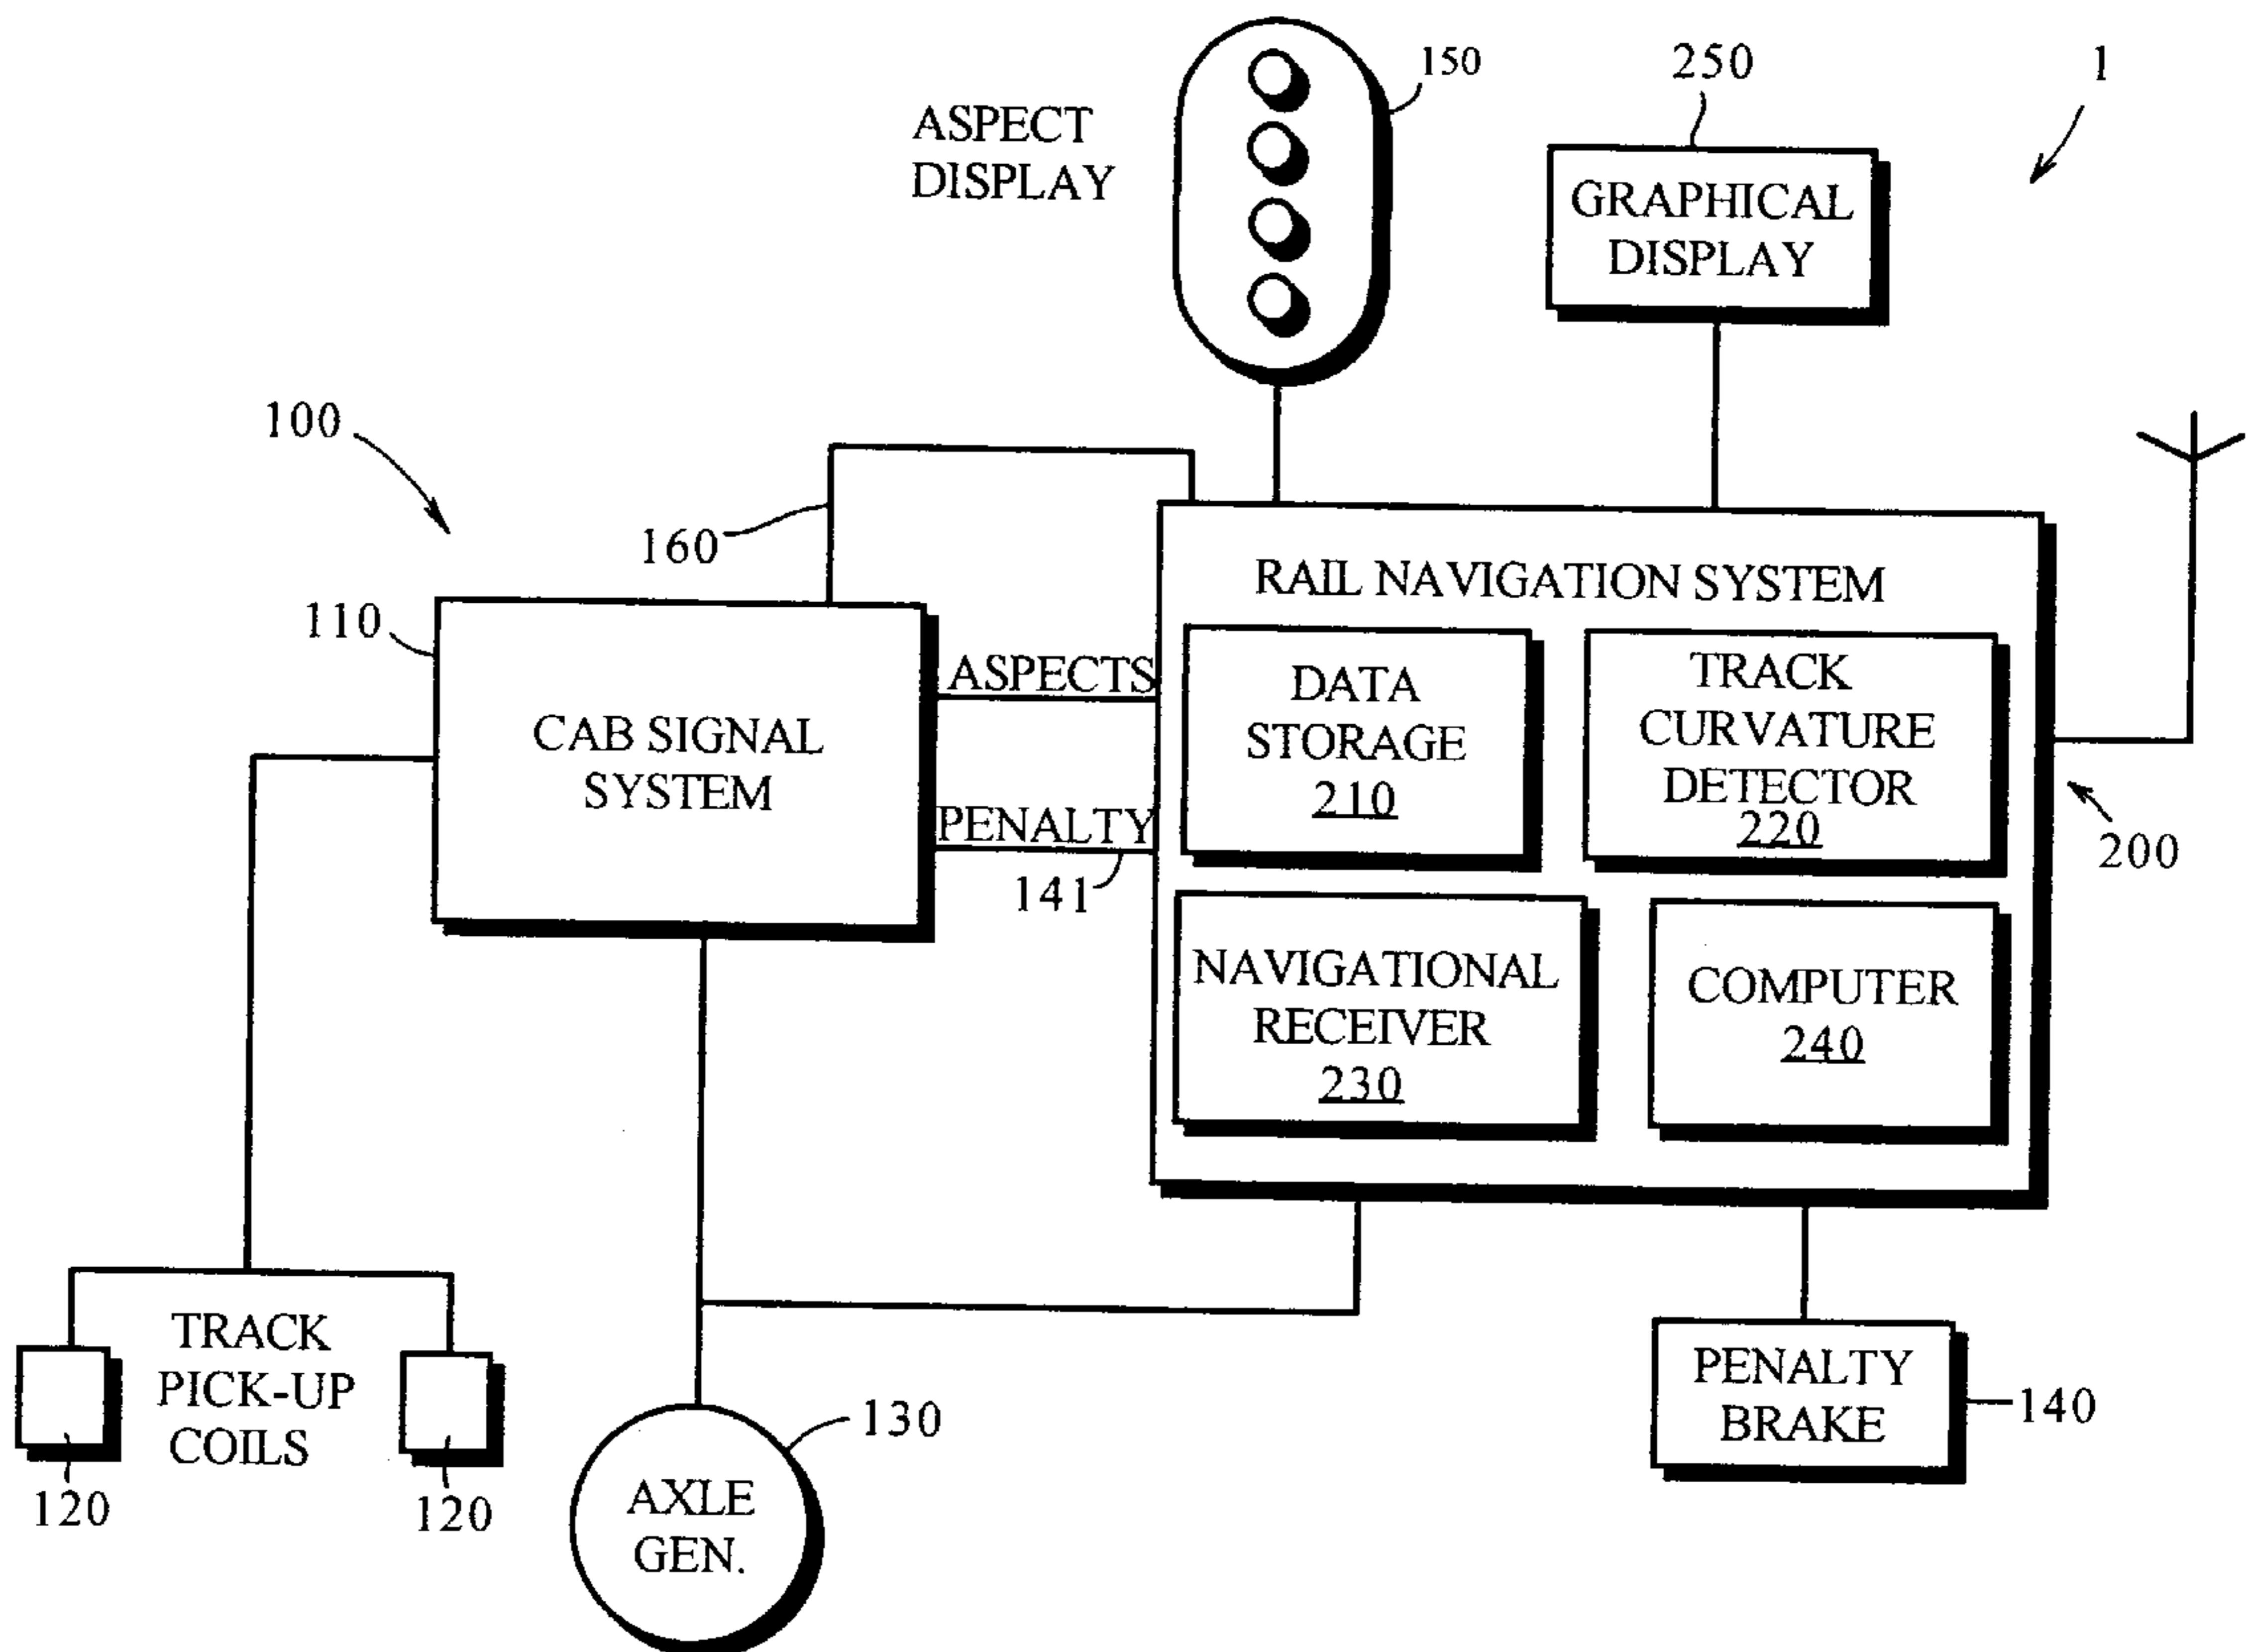 150
250
1
ASPECT
DISPLAY
GRAPHICAL
DISPLAY
100
160
110
RAIL NAVIGATION SYSTEM
CAB SIGNAL
SYSTEM
ASPECTS
PENALTY
141
DATA
STORAGE
210
TRACK
CURVATURE
DETECTOR
220
200
NAVIGATIONAL
RECEIVER
230
COMPUTER
240
TRACK
PICK-UP
COILS
120
120
130
AXLE
GEN.
PENALTY
BRAKE
140